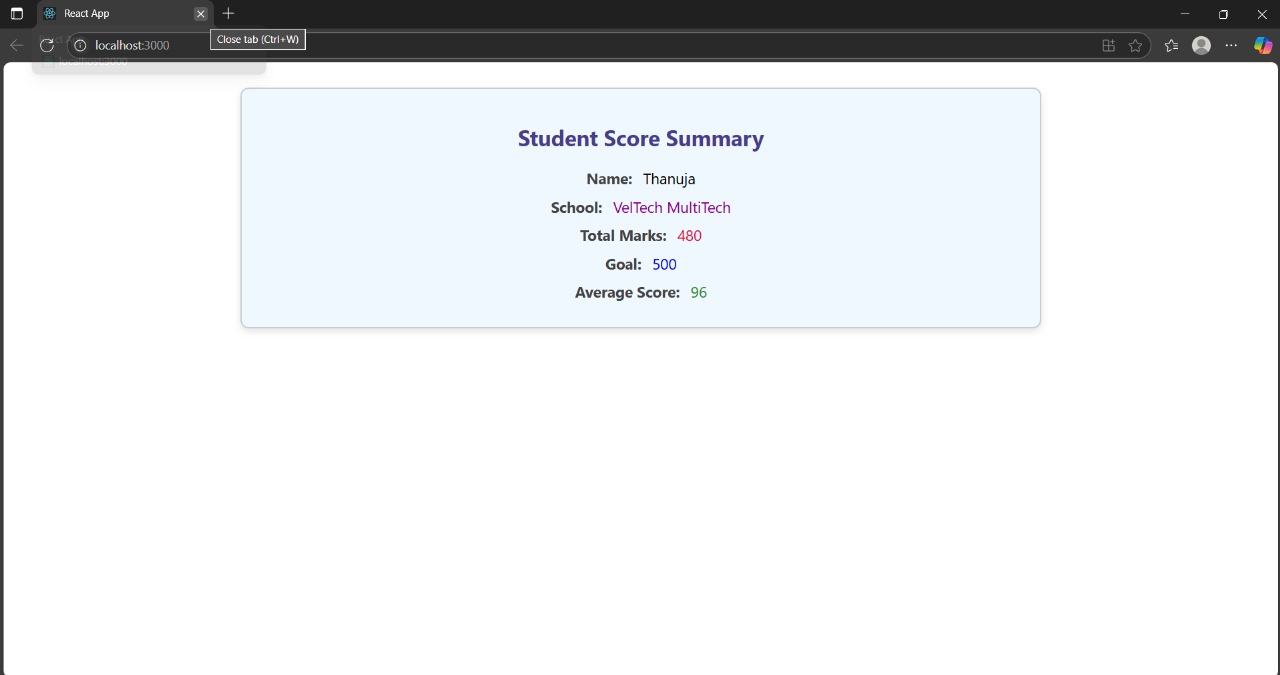 React App
Close tab (Ctrl+W)
localhost:3000
localhost:3000
Student Score Summary
Name: Thanuja
School: VelTech MultiTech
Total Marks: 480
Goal: 500
Average Score: 96